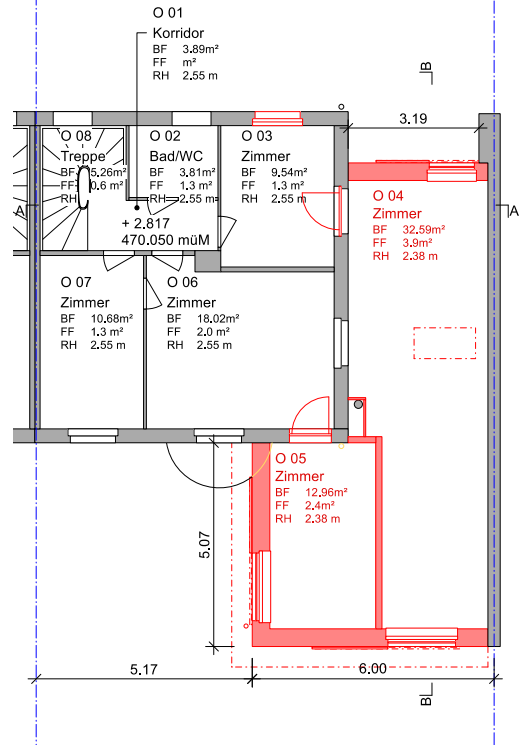 O 01
Korridor
BF 3.89m²
FF m²
RH 2.55 m
B
3.19
O 08
Treppe
BF 5.26m²
FF 0.6 m²
RH
O 02
Bad/WC
BF 3.81m²
FF 1.3 m²
RH 2.55 m
O 03
Zimmer
BF 9.54m²
FF 1.3 m²
RH 2.55 m
O 04
Zimmer
BF 32.59m²
FF 3.9m²
RH 2.38 m
A
A
+ 2.817
470.050 müM
O 07
Zimmer
BF 10.68m²
FF 1.3 m²
RH 2.55 m
O 06
Zimmer
BF 18.02m²
FF 2.0 m²
RH 2.55 m
O 05
Zimmer
BF 12.96m²
FF 2.4m²
RH 2.38 m
5.07
5.17
6.00
B